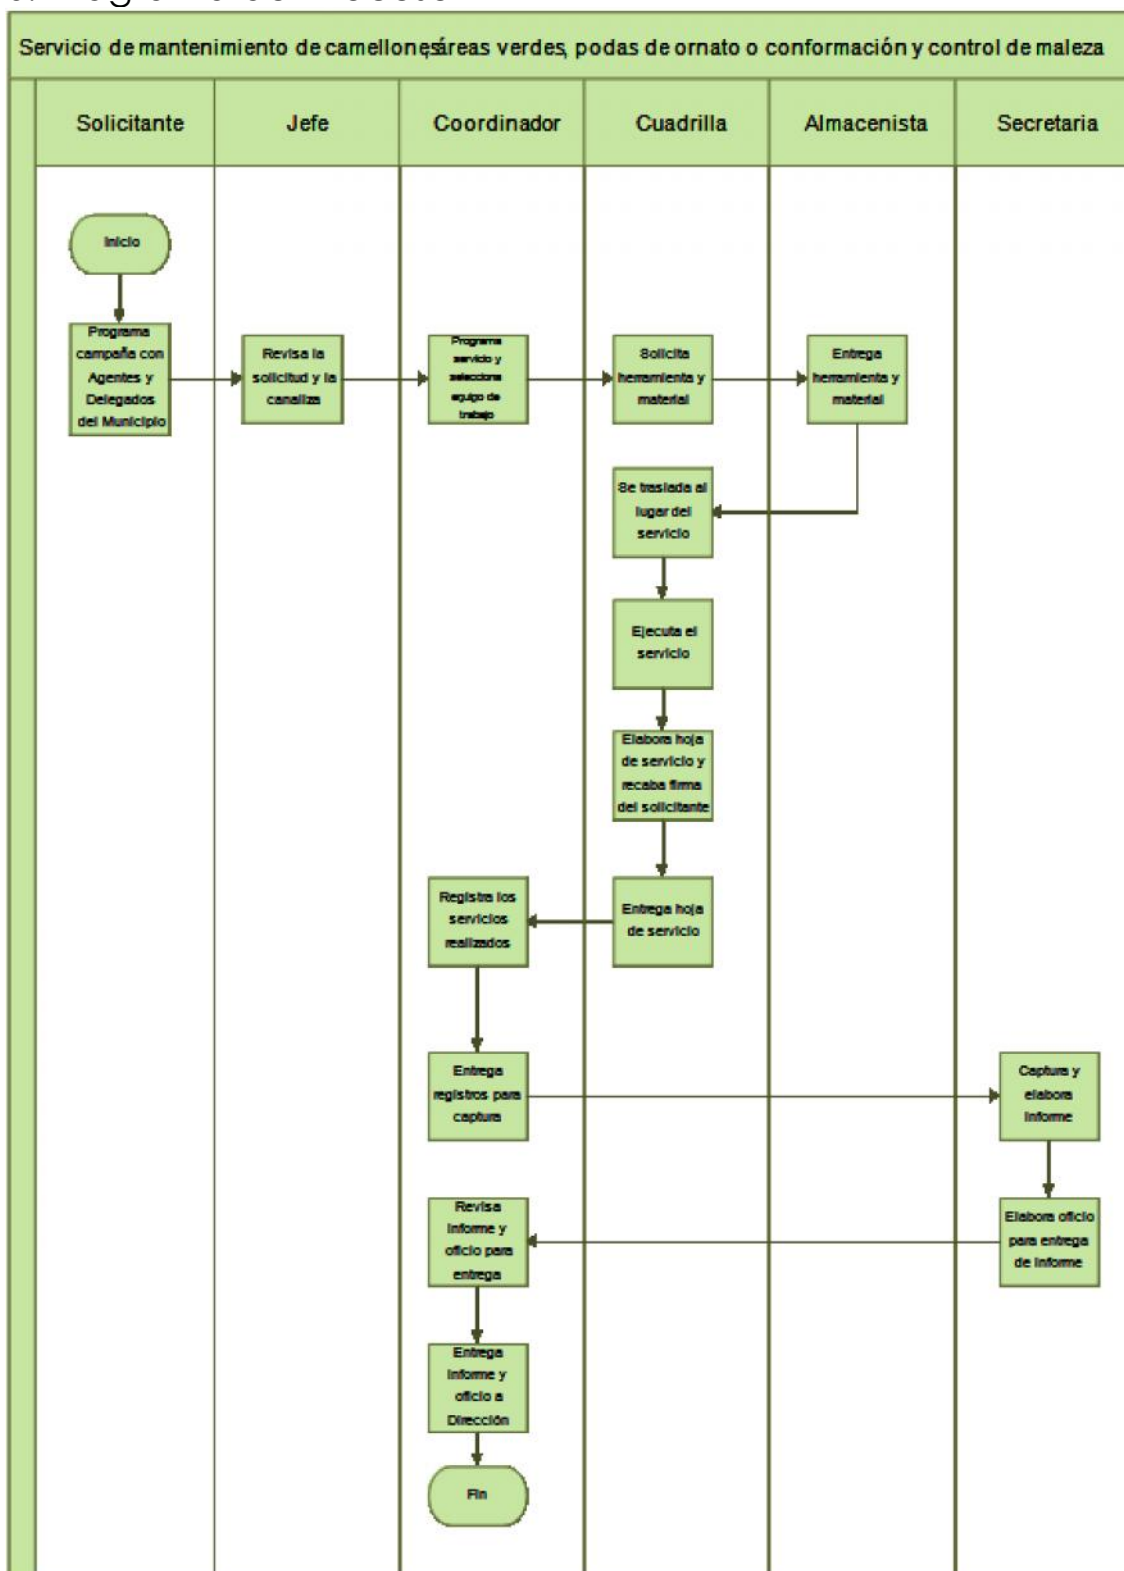 Servicio de mantenimiento de camellones, áreas verdes, podas de ornato o conformación y control de maleza
Solicitante
Jefe
Coordinador
Cuadrilla
Almacenista
Secretaria
Inicio
Programa
campaña con
Agentes y
Delegados
del Municipio
Revisa la
solicitud y la
canaliza
Programa
servicio y
selecciona
equipo de
trabajo
Solicita
herramienta y
material
Entrega
herramienta y
material
Se traslada al
lugar del
servicio
Ejecuta el
servicio
Elabora hoja
de servicio y
recaba firma
del solicitante
Entrega hoja
de servicio
Registra los
servicios
realizados
Entrega
registros para
captura
Captura y
elabora
Informe
Elabora oficio
para entrega
de Informe
Revisa
Informe y
oficio para
entrega
Entrega
Informe y
oficio a
Dirección
Fin